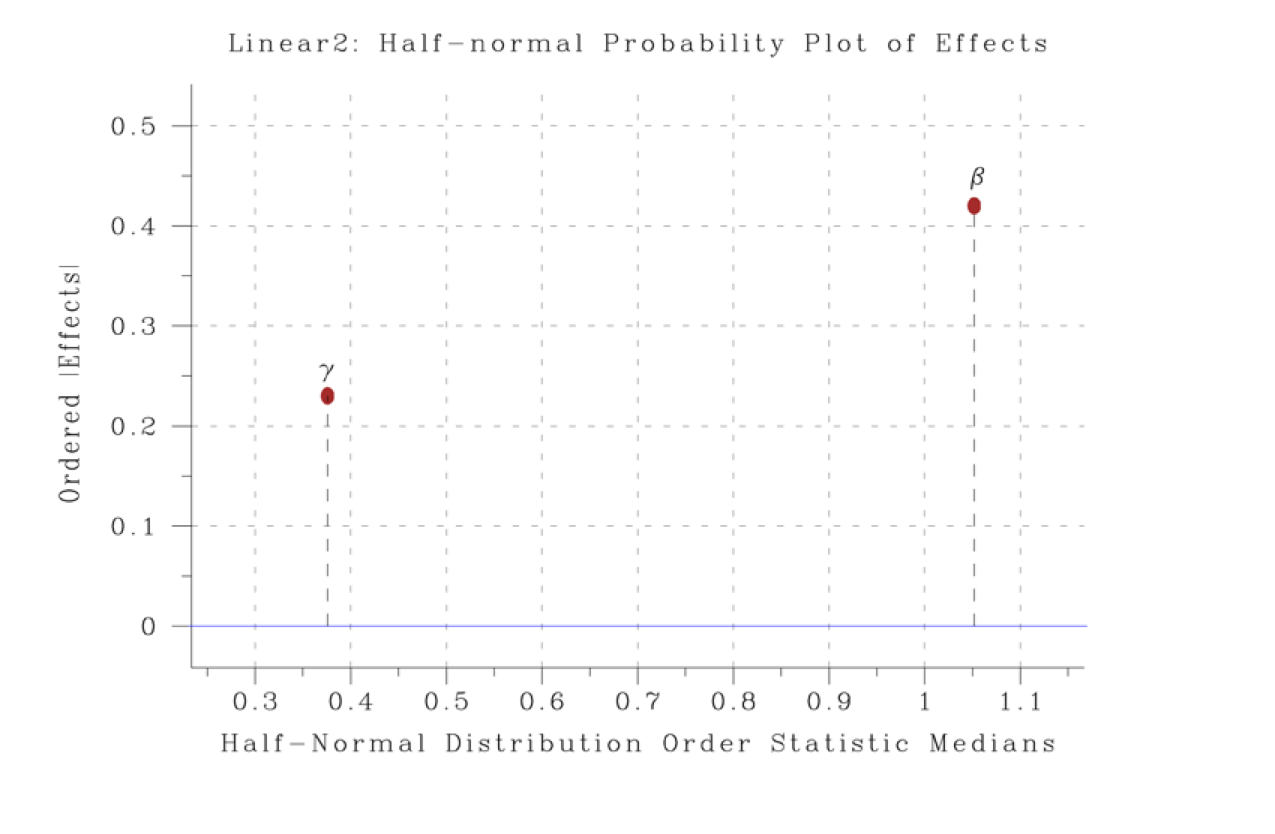 Linear2: Half-normal Probability Plot of Effects
0.5
β
0.4
Ordered |Effects|
0.3
γ
0.2
0.1
0
0.3 0.4 0.5 0.6 0.7 0.8 0.9 1 1.1
Half-Normal Distribution Order Statistic Medians